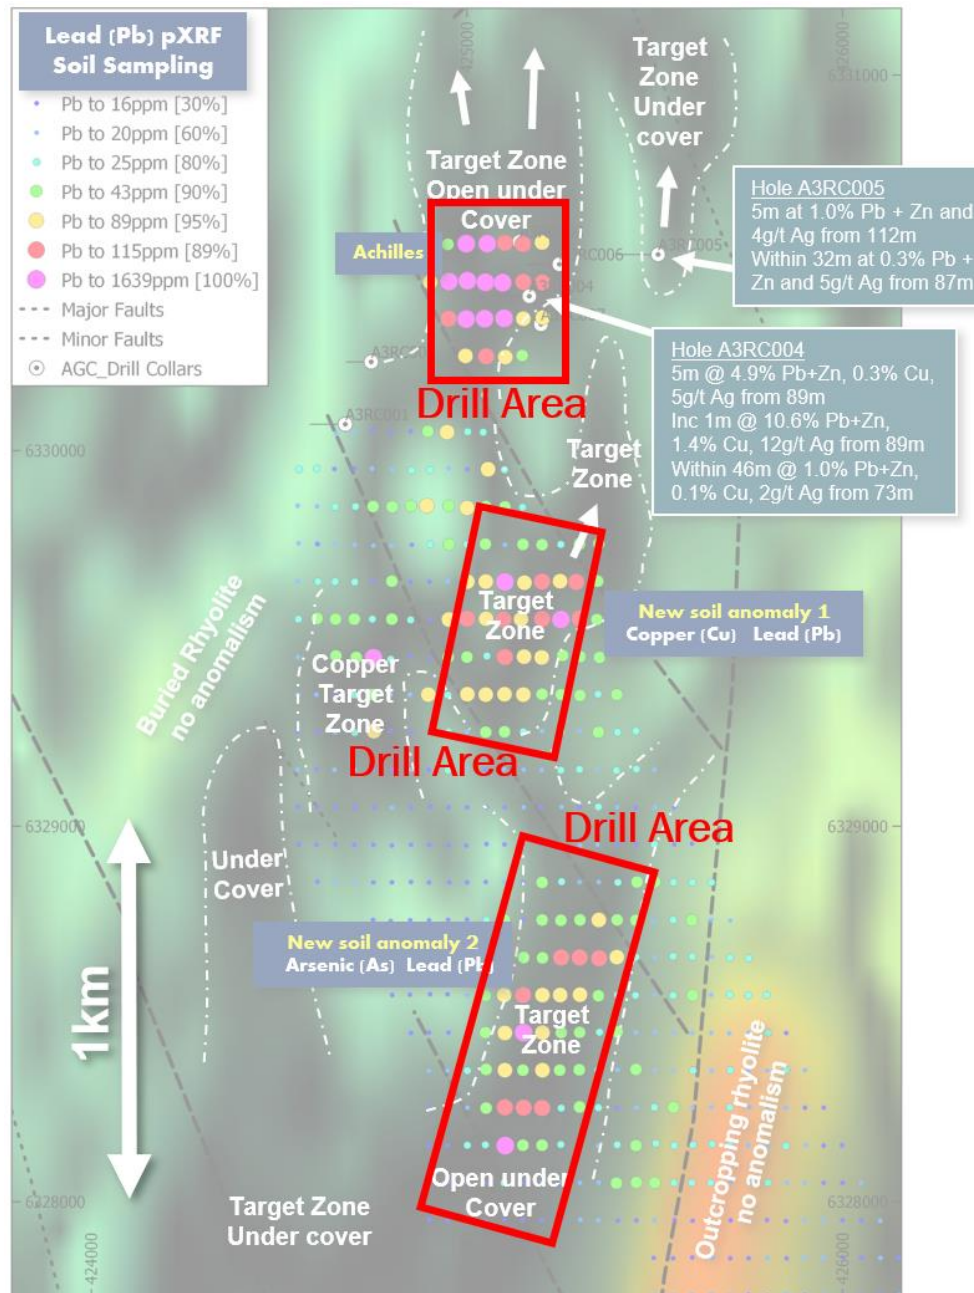 Lead (Pb) pXRF
Soil Sampling
Pb to 16ppm [30%]
Pb to 20ppm [60%]
Pb to 25ppm [80%]
Pb to 43ppm [90%]
Pb to 89ppm [95%]
Pb to 115ppm [89%]
Pb to 1639ppm [100%]
Major Faults
Minor Faults
AGC_Drill Collars
425000
426000
6331000
Target
Zone
Under
cover
Target Zone
Open under
Cover
Achilles
RC006
A3RC005
Hole A3RC005
5m at 1.0% Pb + Zn and
4g/t Ag from 112m
Within 32m at 0.3% Pb +
Zn and 5g/t Ag from 87m
Hole A3RC004
5m @ 4.9% Pb+Zn, 0.3% Cu,
5g/t Ag from 89m
Inc 1m @ 10.6% Pb+Zn,
1.4% Cu, 12g/t Ag from 89m
Within 46m @ 1.0% Pb+Zn,
0.1% Cu, 2g/t Ag from 73m
Drill Area
A3RC001
6330000
Target
Zone
Target
Zone
New soil anomaly 1
Copper (Cu) Lead (Pb)
Buried Rhyolite
no anomalism
Copper
Target
Zone
Drill Area
6329000
6329000
Drill Area
Under
Cover
New soil anomaly 2
Arsenic (As) Lead (Pb)
1km
Target
Zone
Outcropping rhyolite
no anomalism
Open under
Cover
Target Zone
Under cover
6328000
6328000
424000
426000